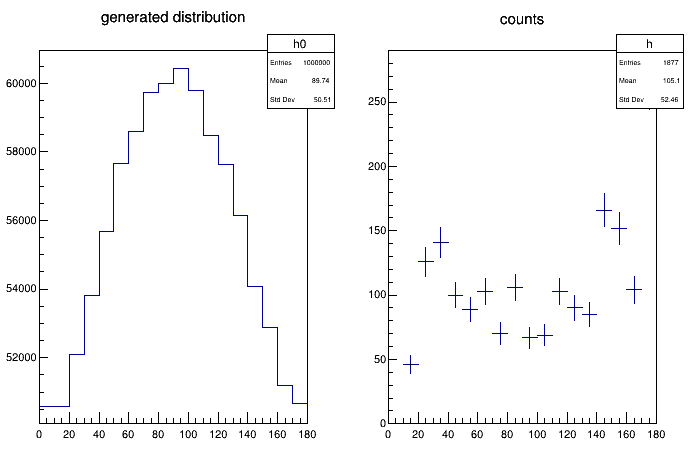 generated distribution
h0
Entries 1000000
Mean 89.74
Std Dev 50.51
60000
58000
56000
54000
52000
0 20 40 60 80 100 120 140 160 180
counts
h
Entries 1877
Mean 105.1
Std Dev 52.46
250
200
150
100
50
0
0 20 40 60 80 100 120 140 160 180